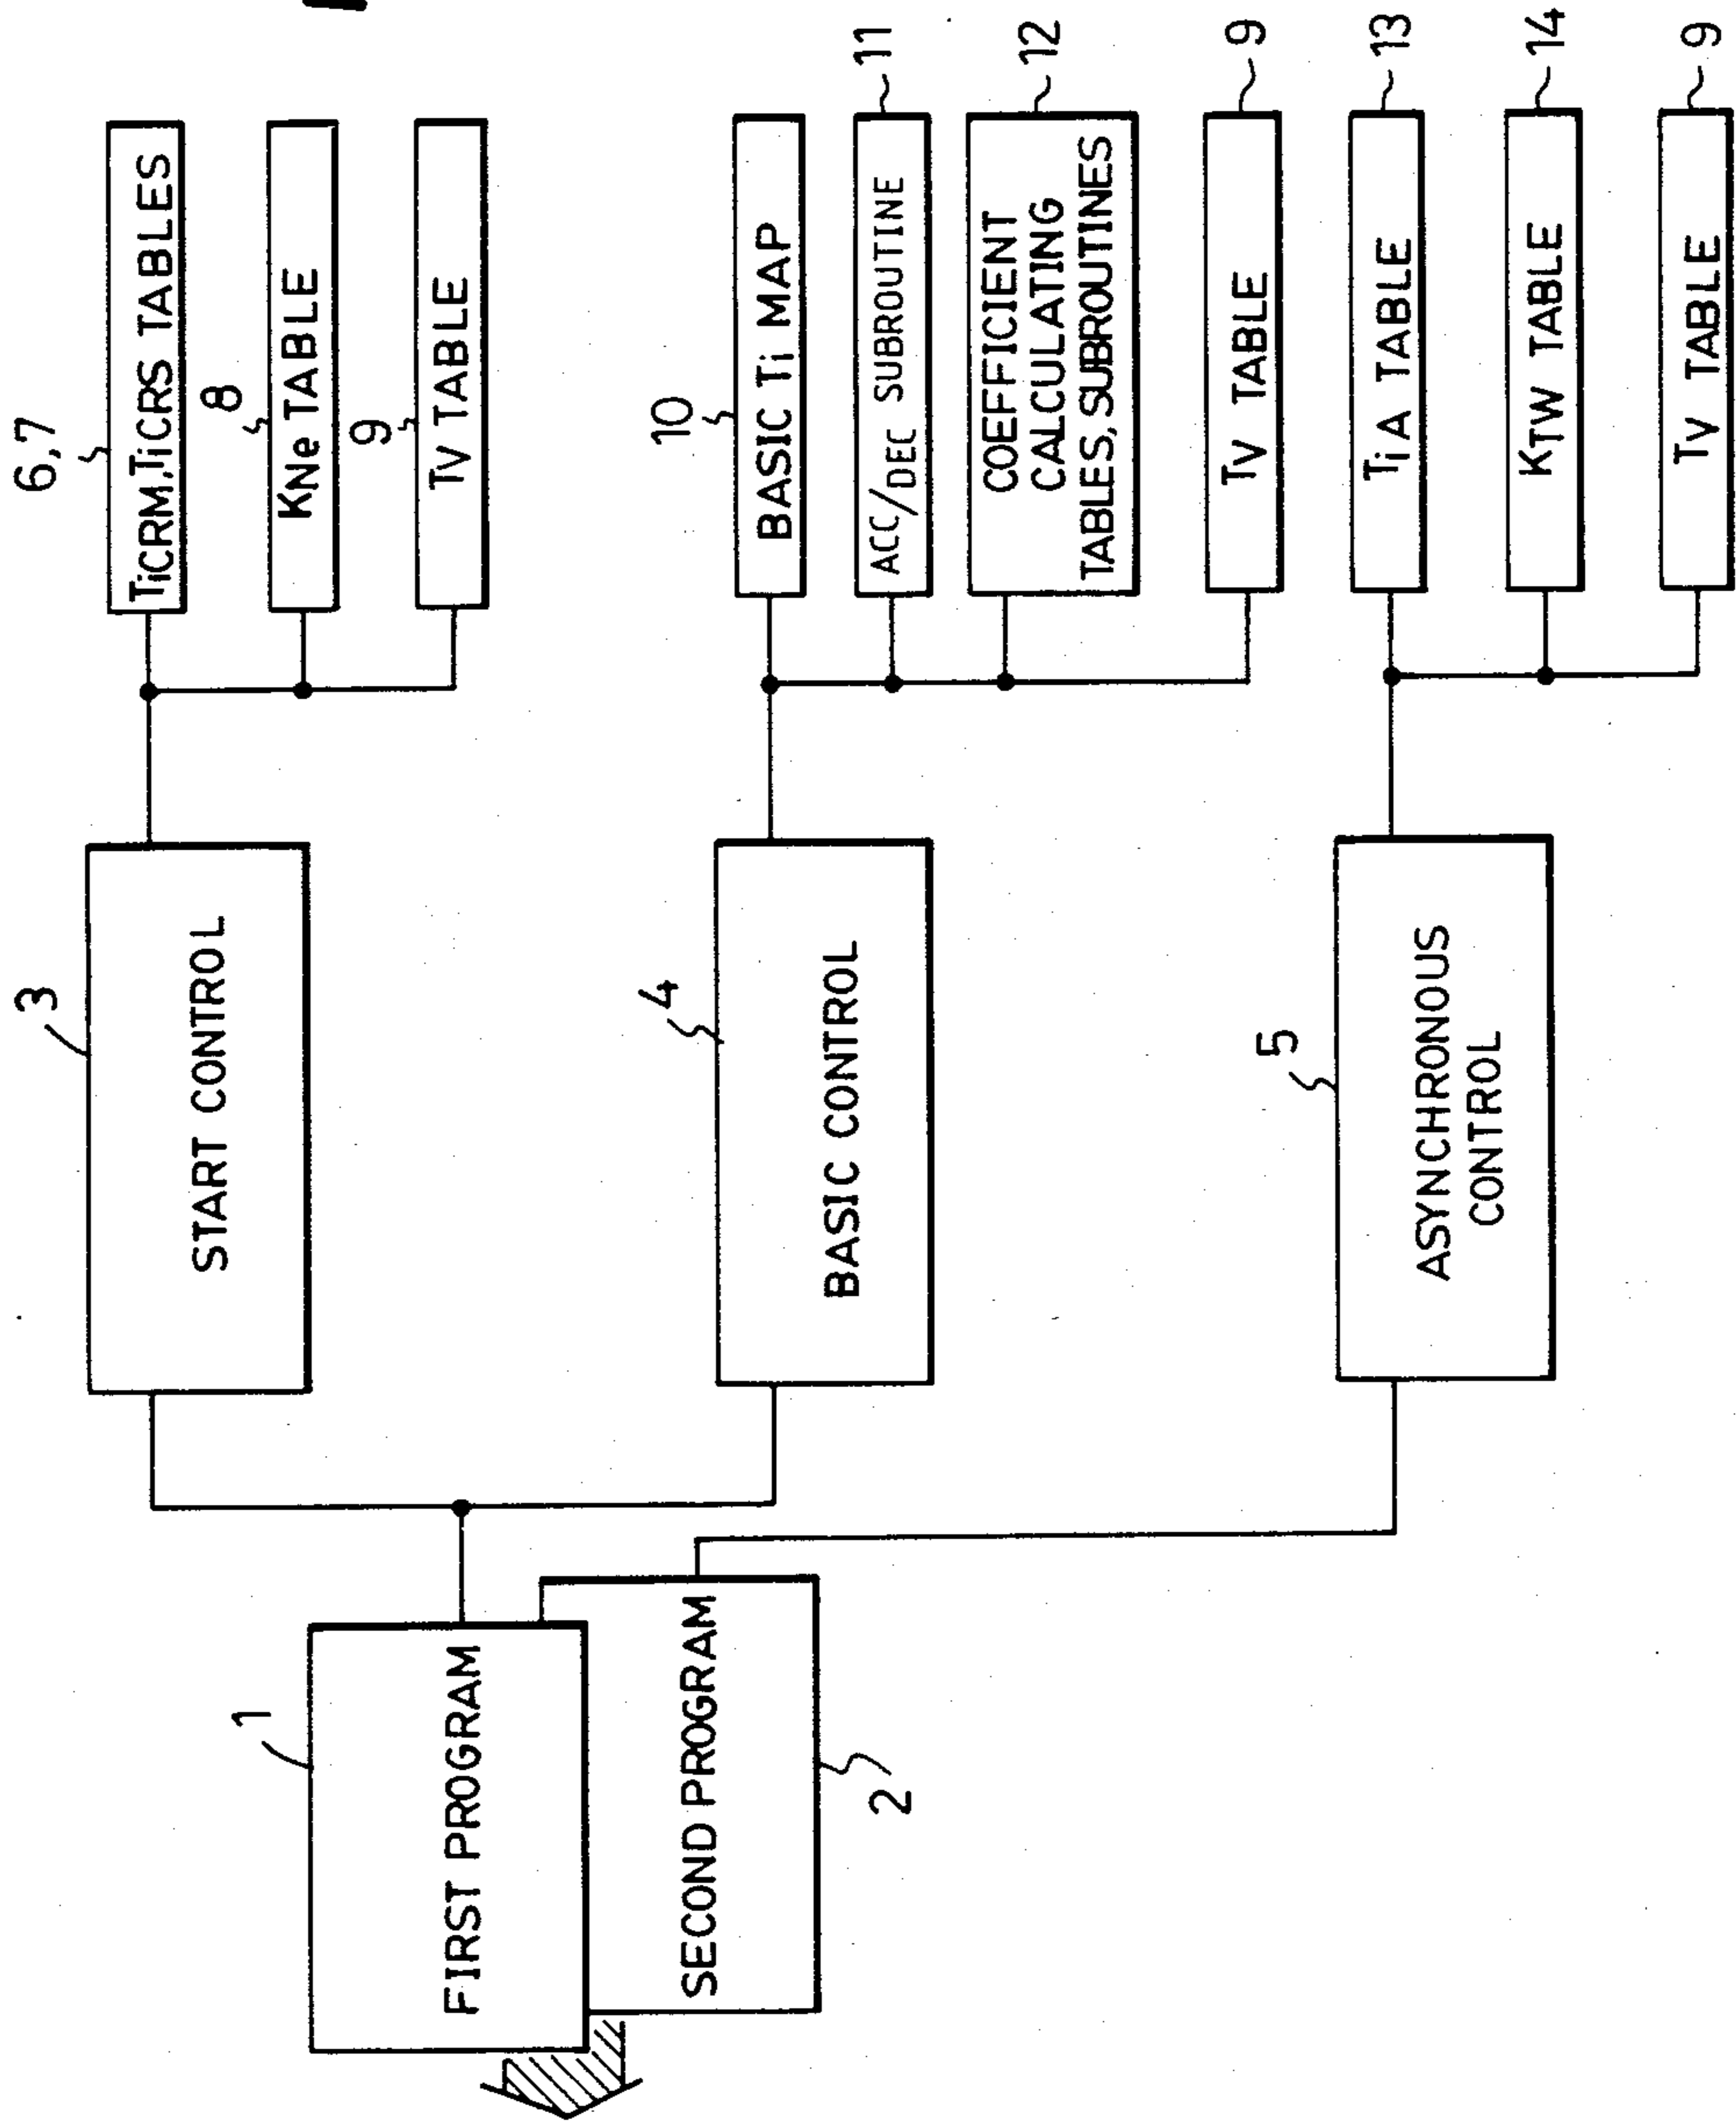 1
FIRST PROGRAM
SECOND PROGRAM
2
3
START CONTROL
4
BASIC CONTROL
5
ASYNCHRONOUS
CONTROL
6,7
TiCRM,TiCRS TABLES
8
KNe TABLE
9
TV TABLE
10
BASIC Ti MAP
11
ACC/DEC SUBROUTINE
12
COEFFICIENT
CALCULATING
TABLES,SUBROUTINES
9
TV TABLE
13
TiA TABLE
14
KTW TABLE
9
TV TABLE